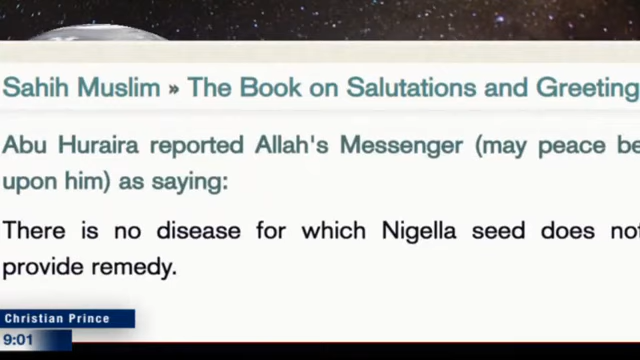 Sahih Muslim » The Book on Salutations and Greeting
Abu Huraira reported Allah's Messenger (may peace be
upon him) as saying:
There is no disease for which Nigella seed does not
provide remedy.
Christian Prince
9:01